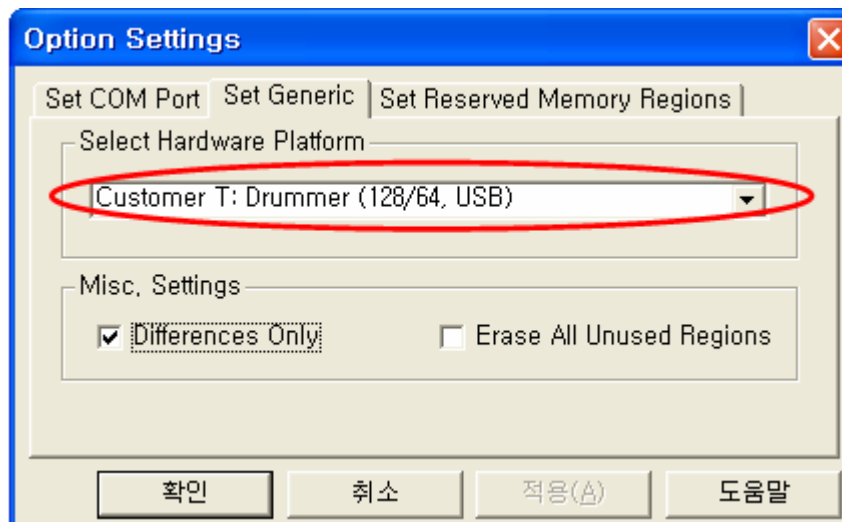 Option Settings
Set COM Port Set Generic Set Reserved Memory Regions
Select Hardware Platform
Customer T: Drummer (128/64, USB)
Misc. Settings
Differences Only Erase All Unused Regions
확인 취소 적용(A) 도움말